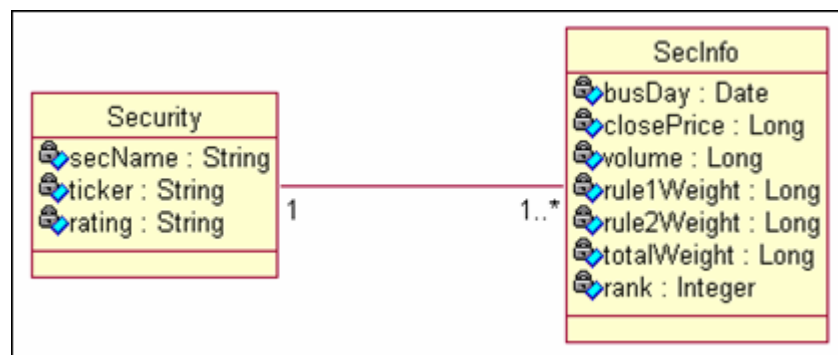 Security
secName : String
ticker : String
rating : String
1
1..*
SecInfo
busDay : Date
closePrice : Long
volume : Long
rule1Weight : Long
rule2Weight : Long
totalWeight : Long
rank : Integer